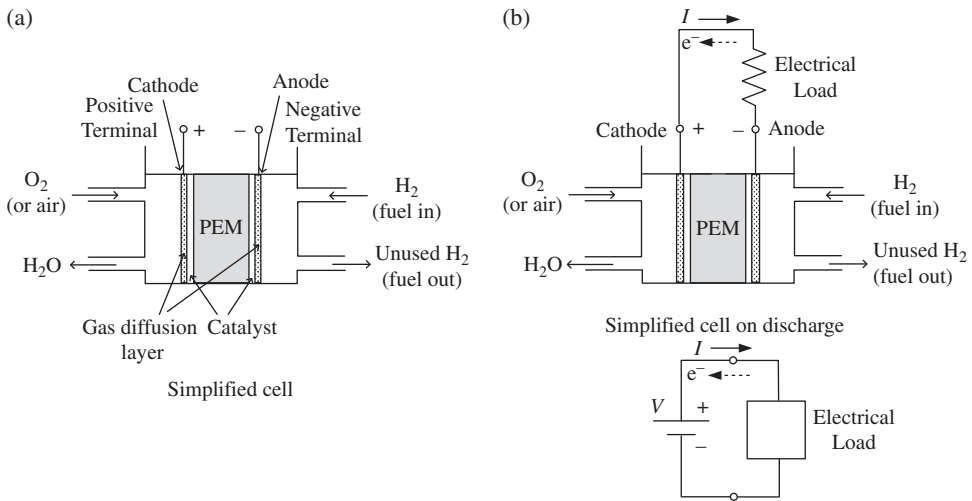 (a)
Cathode
Anode
Positive
Terminal
Negative
Terminal
+
−
O₂
(or air)
H₂
(fuel in)
PEM
H₂O
Unused H₂
(fuel out)
Gas diffusion
layer
Catalyst
Simplified cell
(b)
I
e⁻
Electrical
Load
Cathode
+
−
Anode
O₂
(or air)
H₂
(fuel in)
PEM
H₂O
Unused H₂
(fuel out)
Simplified cell on discharge
I
e⁻
V
+
−
Electrical
Load